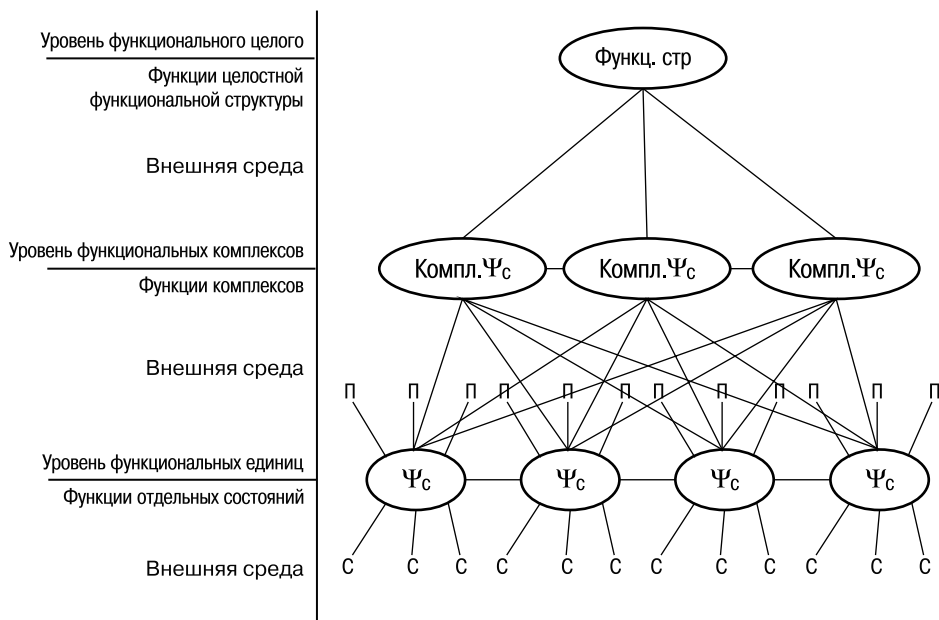 Уровень функционального целого
Функц. стр
Функции целостной
функциональной структуры
Внешняя среда
Уровень функциональных комплексов
Компл.Ψс Компл.Ψс Компл.Ψс
Функции комплексов
Внешняя среда
П П П П П П П П П П П П
Уровень функциональных единиц
Ψс Ψс Ψс Ψс
Функции отдельных состояний
Внешняя среда
С С С С С С С С С С С С